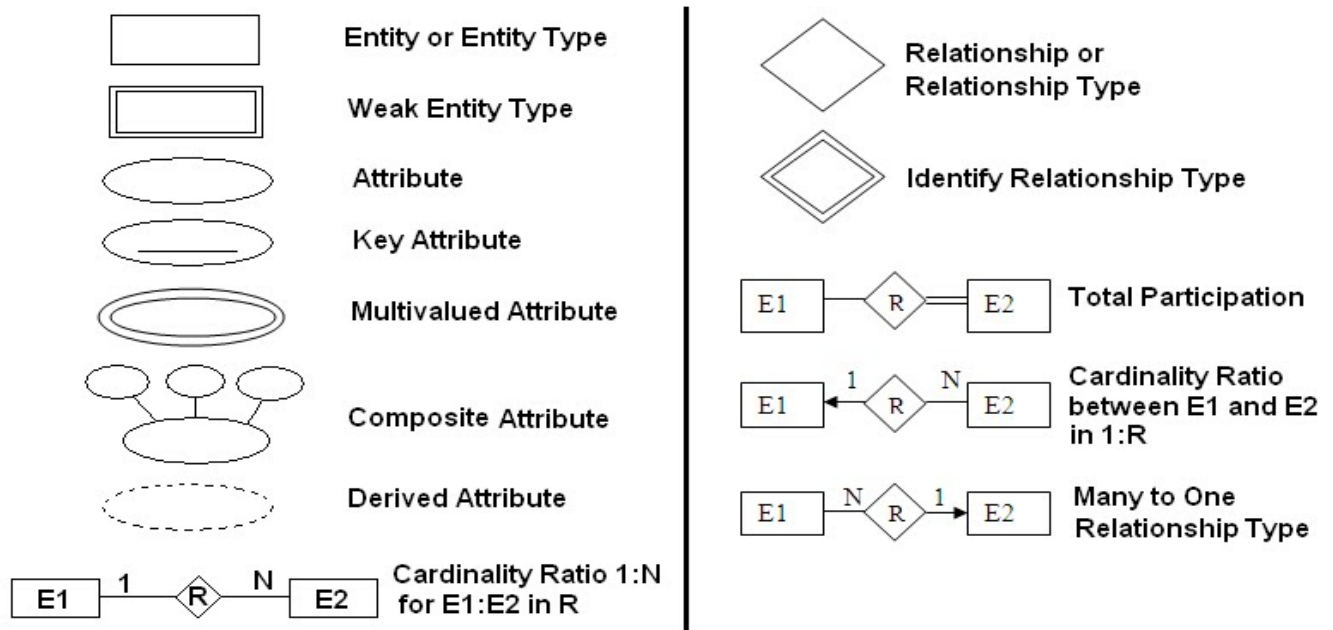 Entity or Entity Type
Weak Entity Type
Attribute
Key Attribute
Multivalued Attribute
Composite Attribute
Derived Attribute
E1 1 R N E2
Cardinality Ratio 1:N
for E1:E2 in R
Relationship or
Relationship Type
Identify Relationship Type
E1 R E2
Total Participation
E1 1 R N E2
Cardinality Ratio
between E1 and E2
in 1:R
E1 N R 1 E2
Many to One
Relationship Type